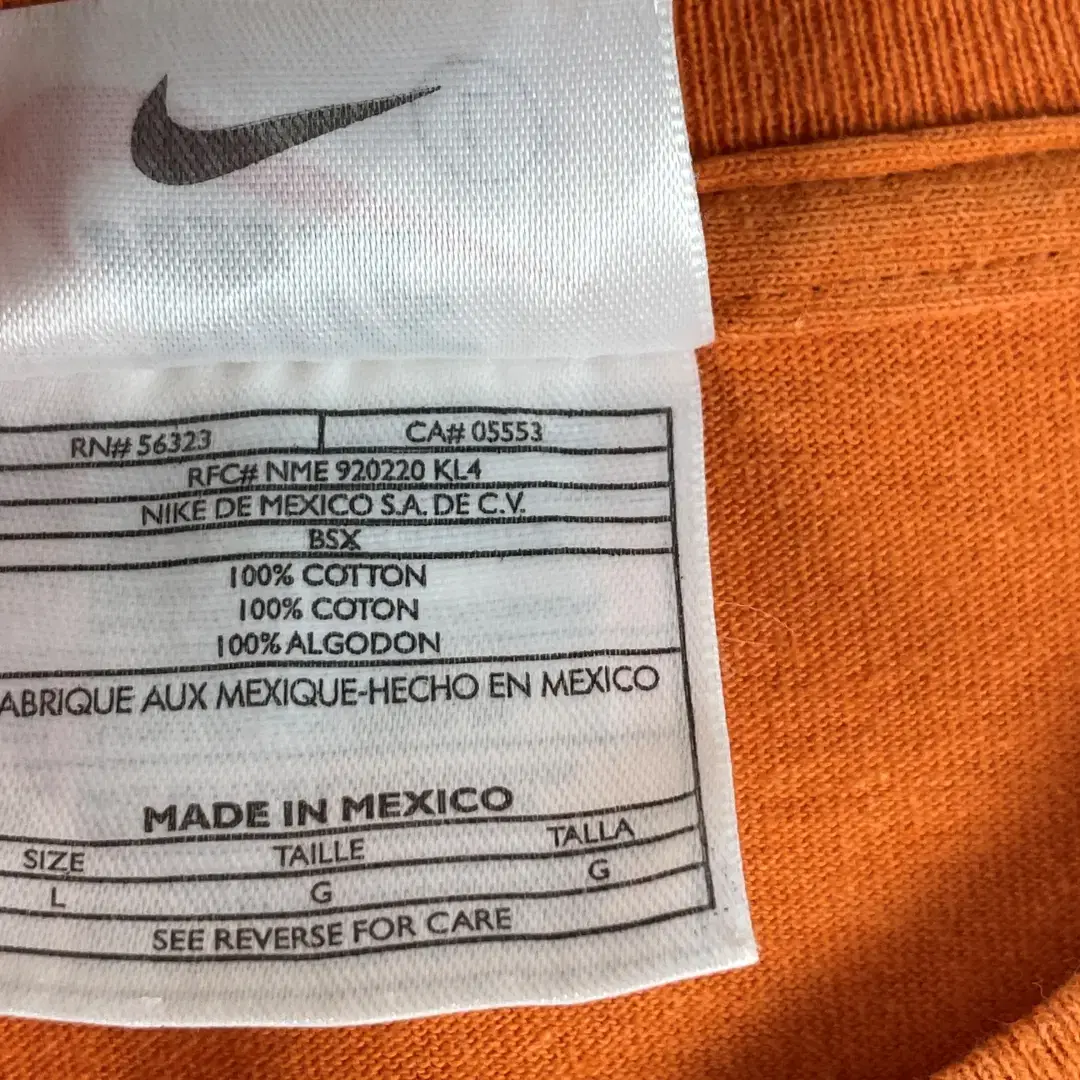 RN# 56323 CA# 05553
RFC# NME 920220 KL4
NIKE DE MEXICO S.A. DE C.V.
BSX
100% COTTON
100% COTON
100% ALGODON
ABRIQUE AUX MEXIQUE-HECHO EN MEXICO
MADE IN MEXICO
SIZE TAILLE TALLA
L G G
SEE REVERSE FOR CARE